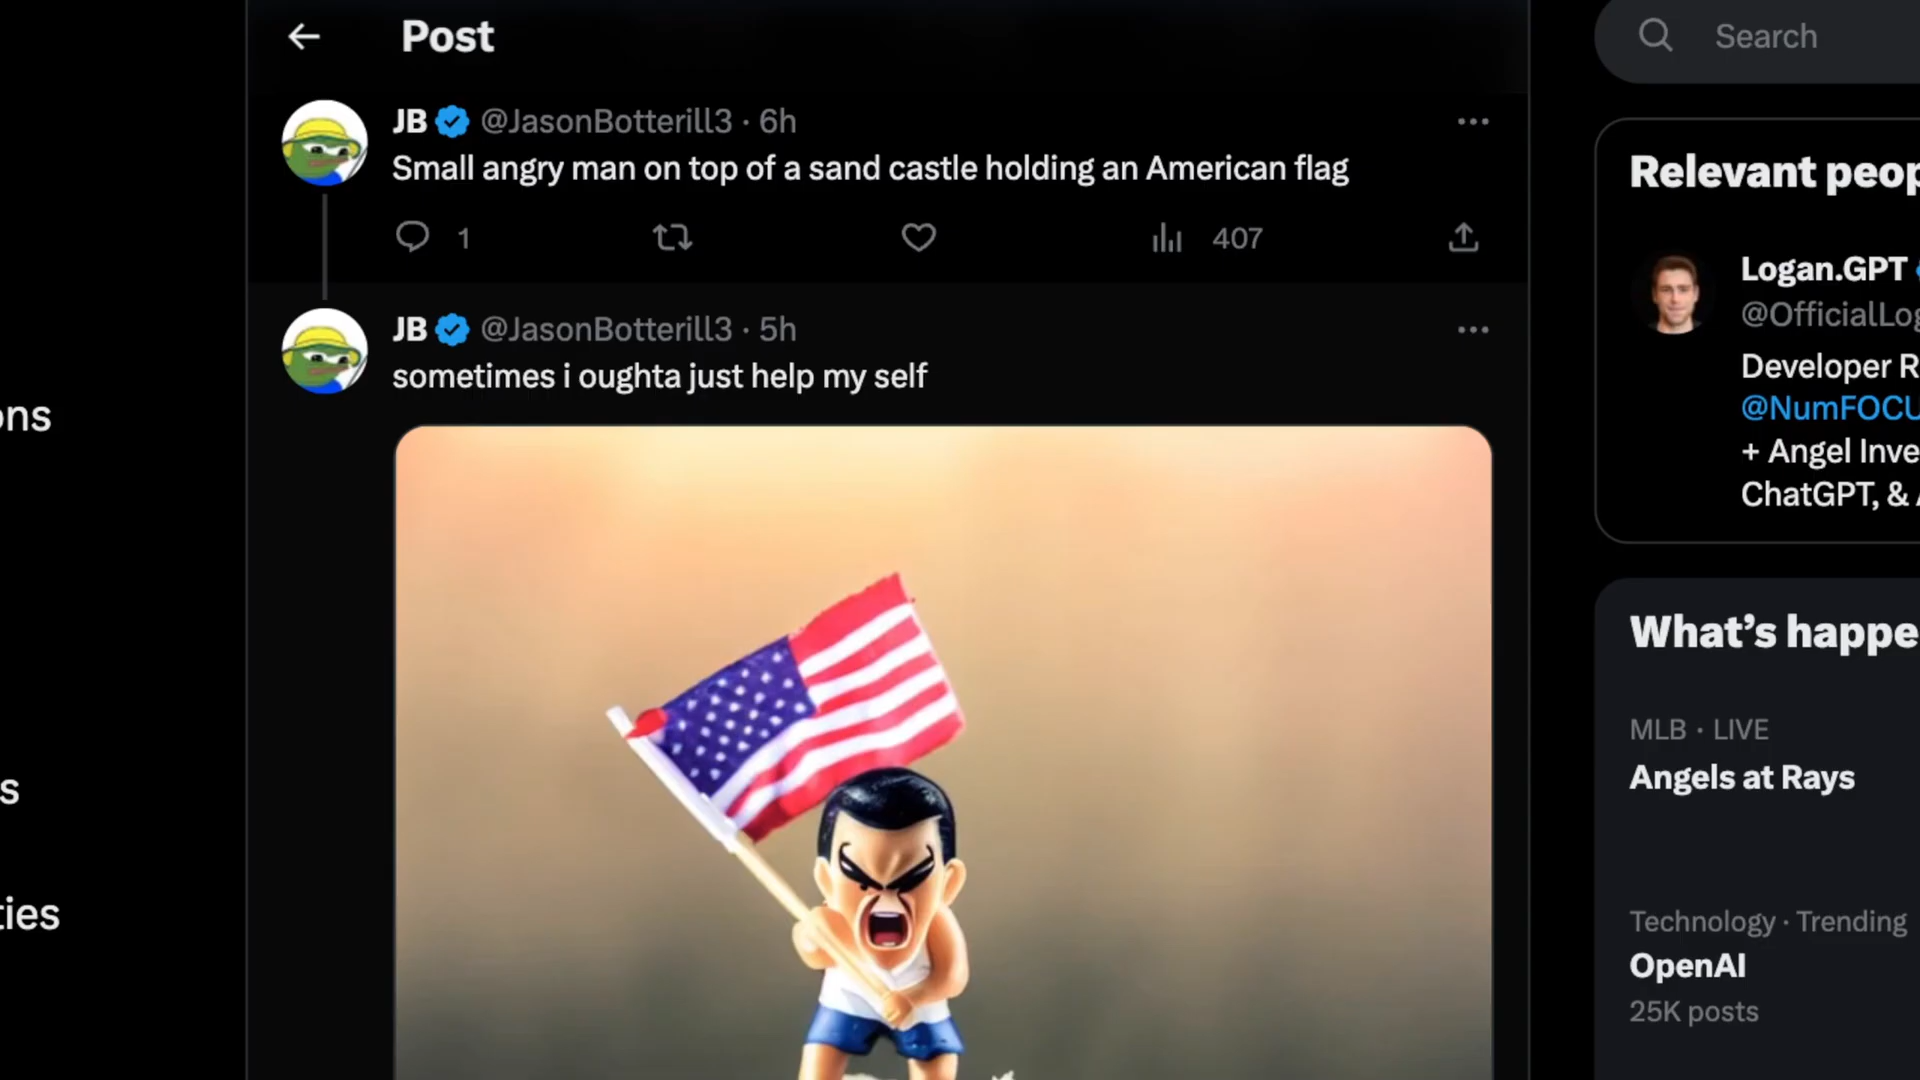 Post
Search
JB @JasonBotterill3 · 6h
Small angry man on top of a sand castle holding an American flag
1
407
JB @JasonBotterill3 · 5h
sometimes i oughta just help my self
ons
s
ties
Relevant peop
Logan.GPT
@OfficialLog
Developer R
@NumFOCU
+ Angel Inve
ChatGPT, &
What's happe
MLB · LIVE
Angels at Rays
Technology · Trending
OpenAI
25K posts